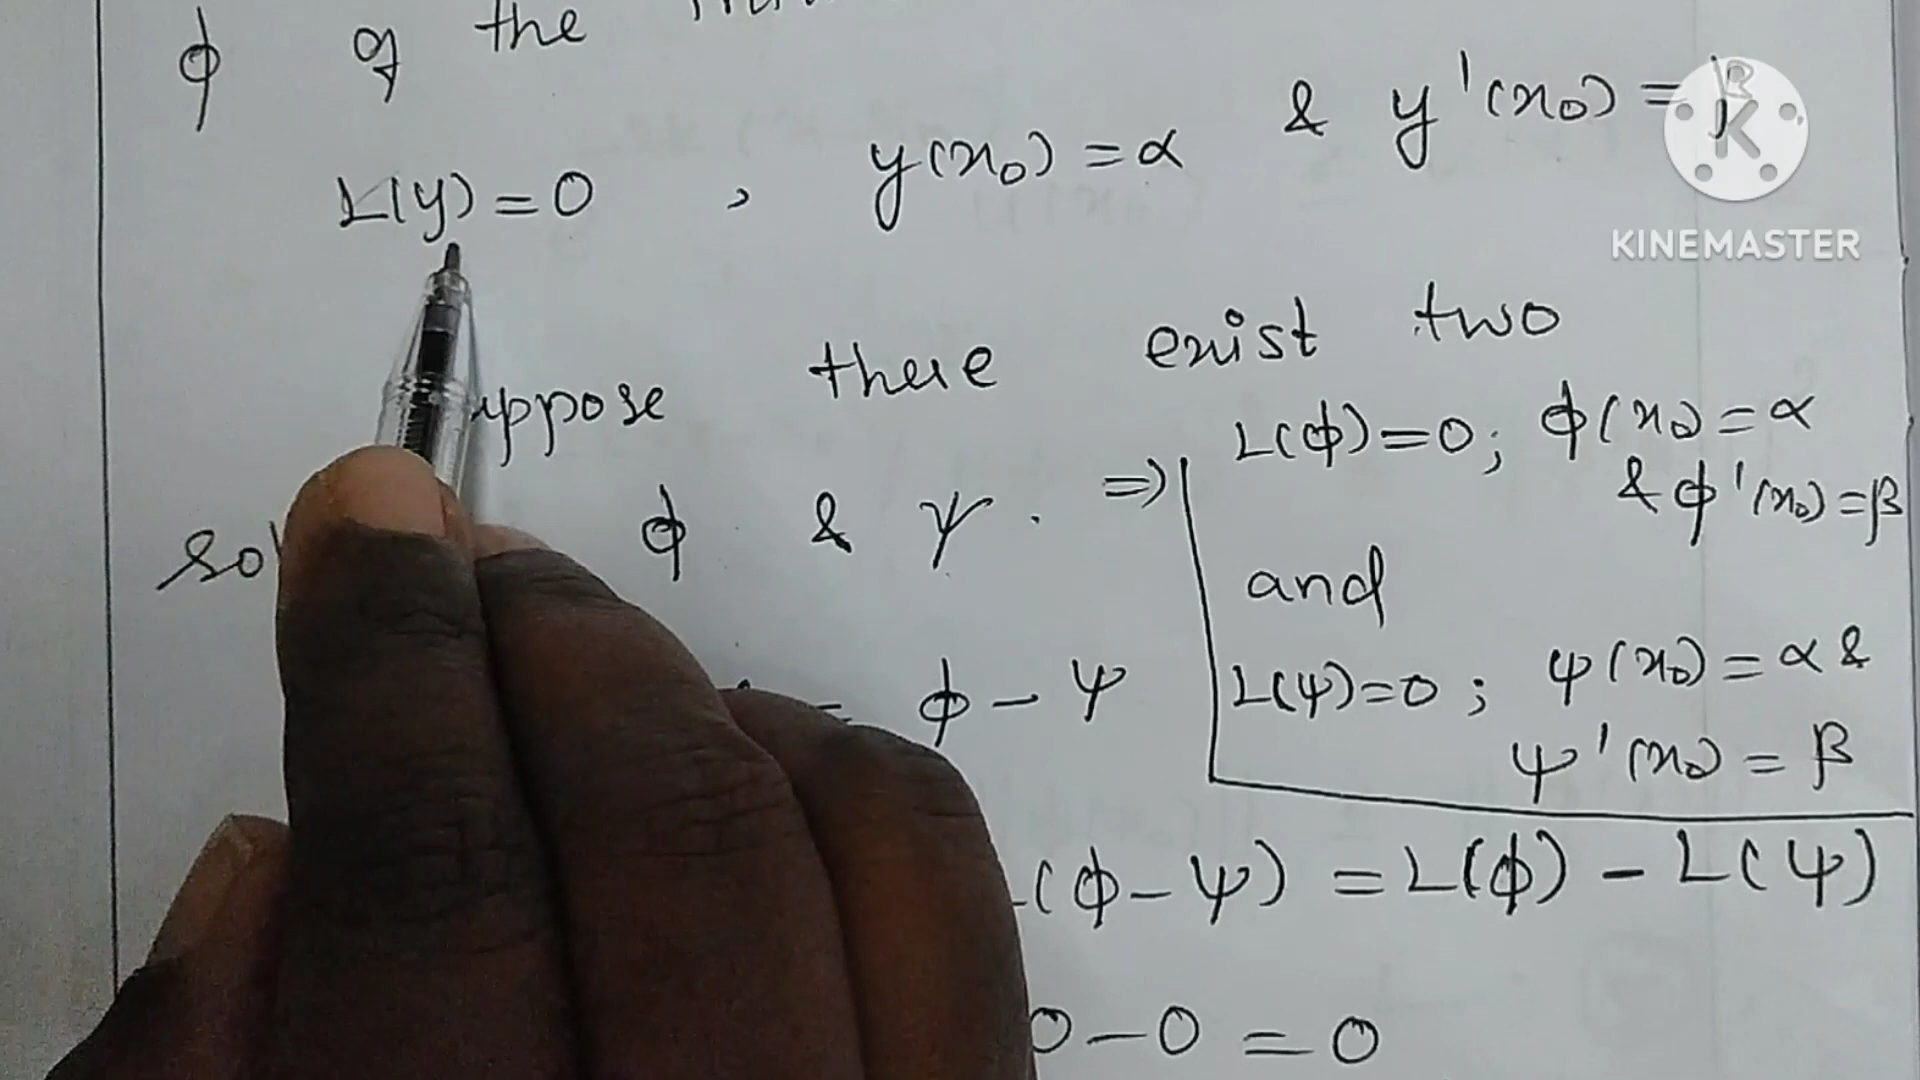 ϕ of the
L(y) = 0 , y(x₀) = α & y'(x₀) = β
KINEMASTER
there exist two
ϕ & ψ . ⇒ L(ϕ) = 0; ϕ(x₀) = α
& ϕ'(x₀) = β
and
= ϕ - ψ L(ψ) = 0 ; ψ(x₀) = α &
ψ'(x₀) = β
(ϕ - ψ) = L(ϕ) - L(ψ)
0 - 0 = 0